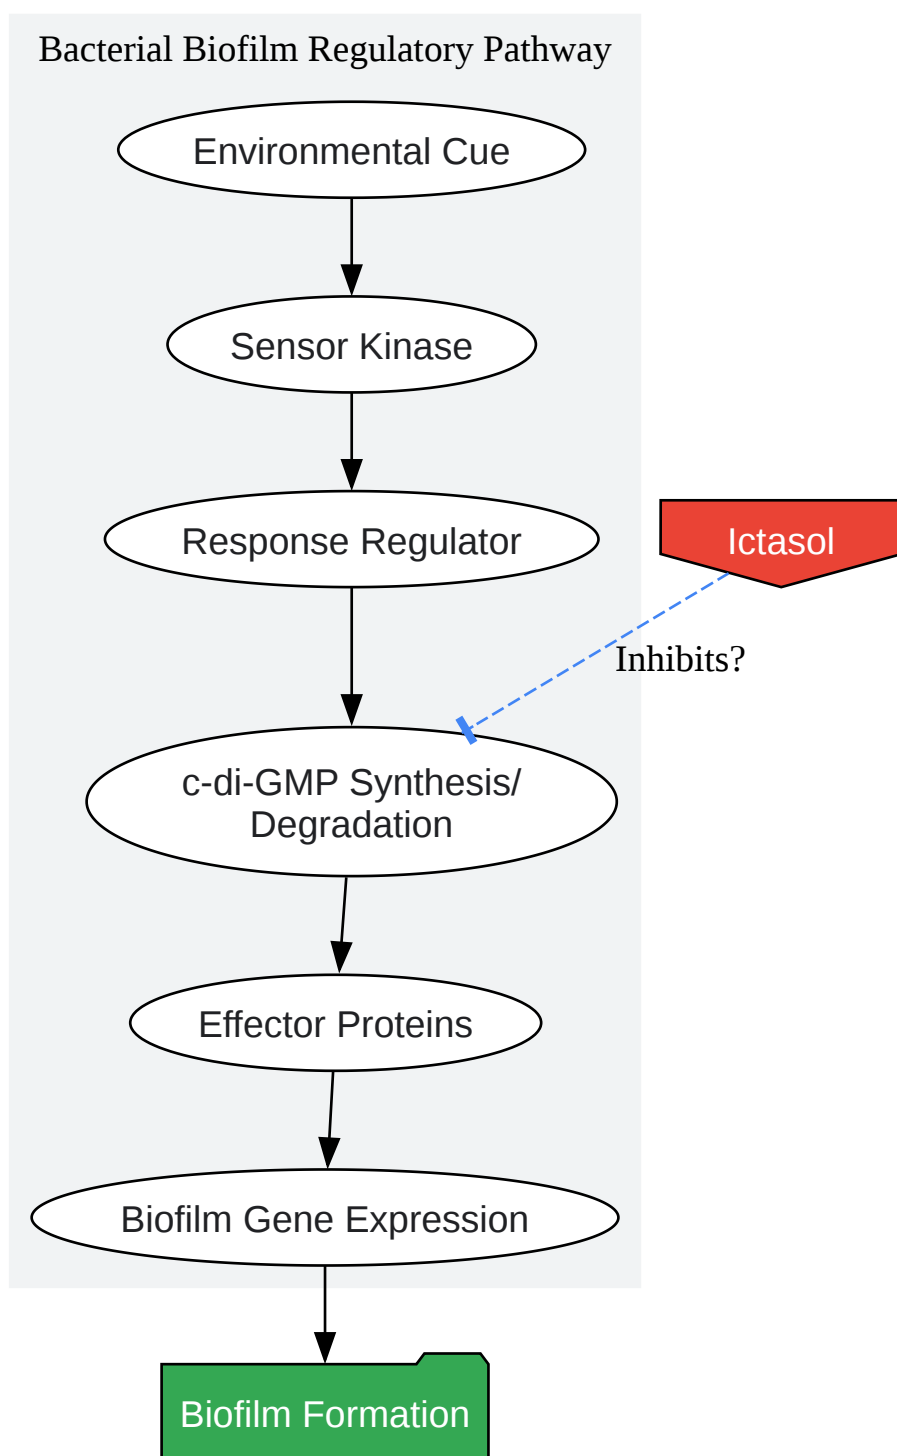 Bacterial Biofilm Regulatory Pathway
Environmental Cue
Sensor Kinase
Response Regulator
Ictasol
Inhibits?
c-di-GMP Synthesis/
Degradation
Effector Proteins
Biofilm Gene Expression
Biofilm Formation